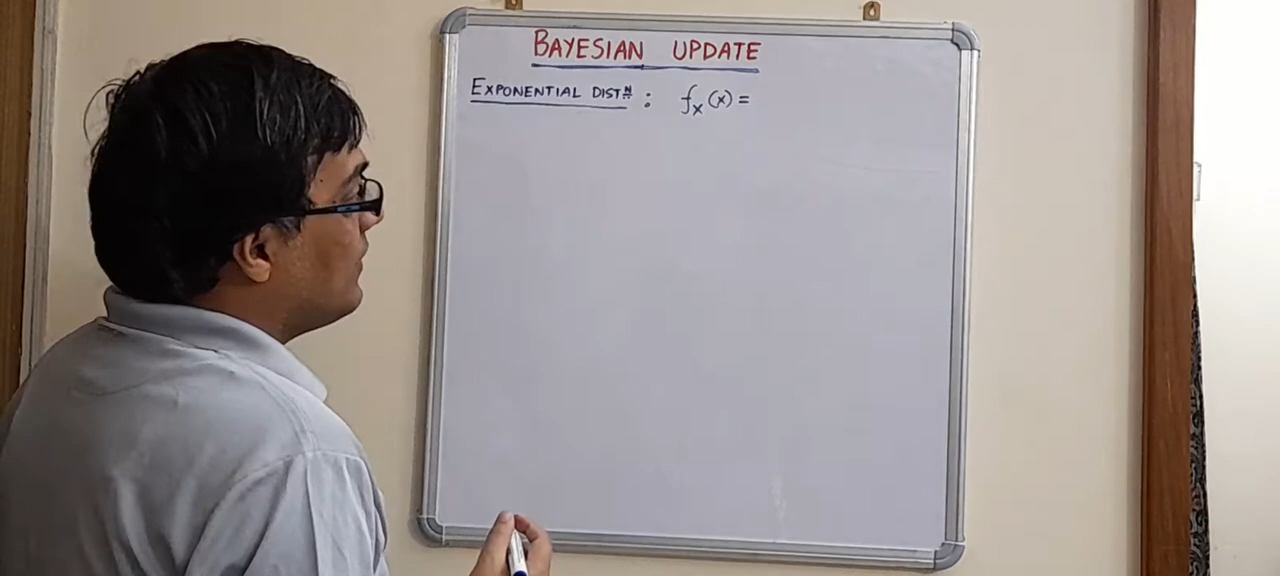 BAYESIAN UPDATE
EXPONENTIAL DISTN : fX(x) =